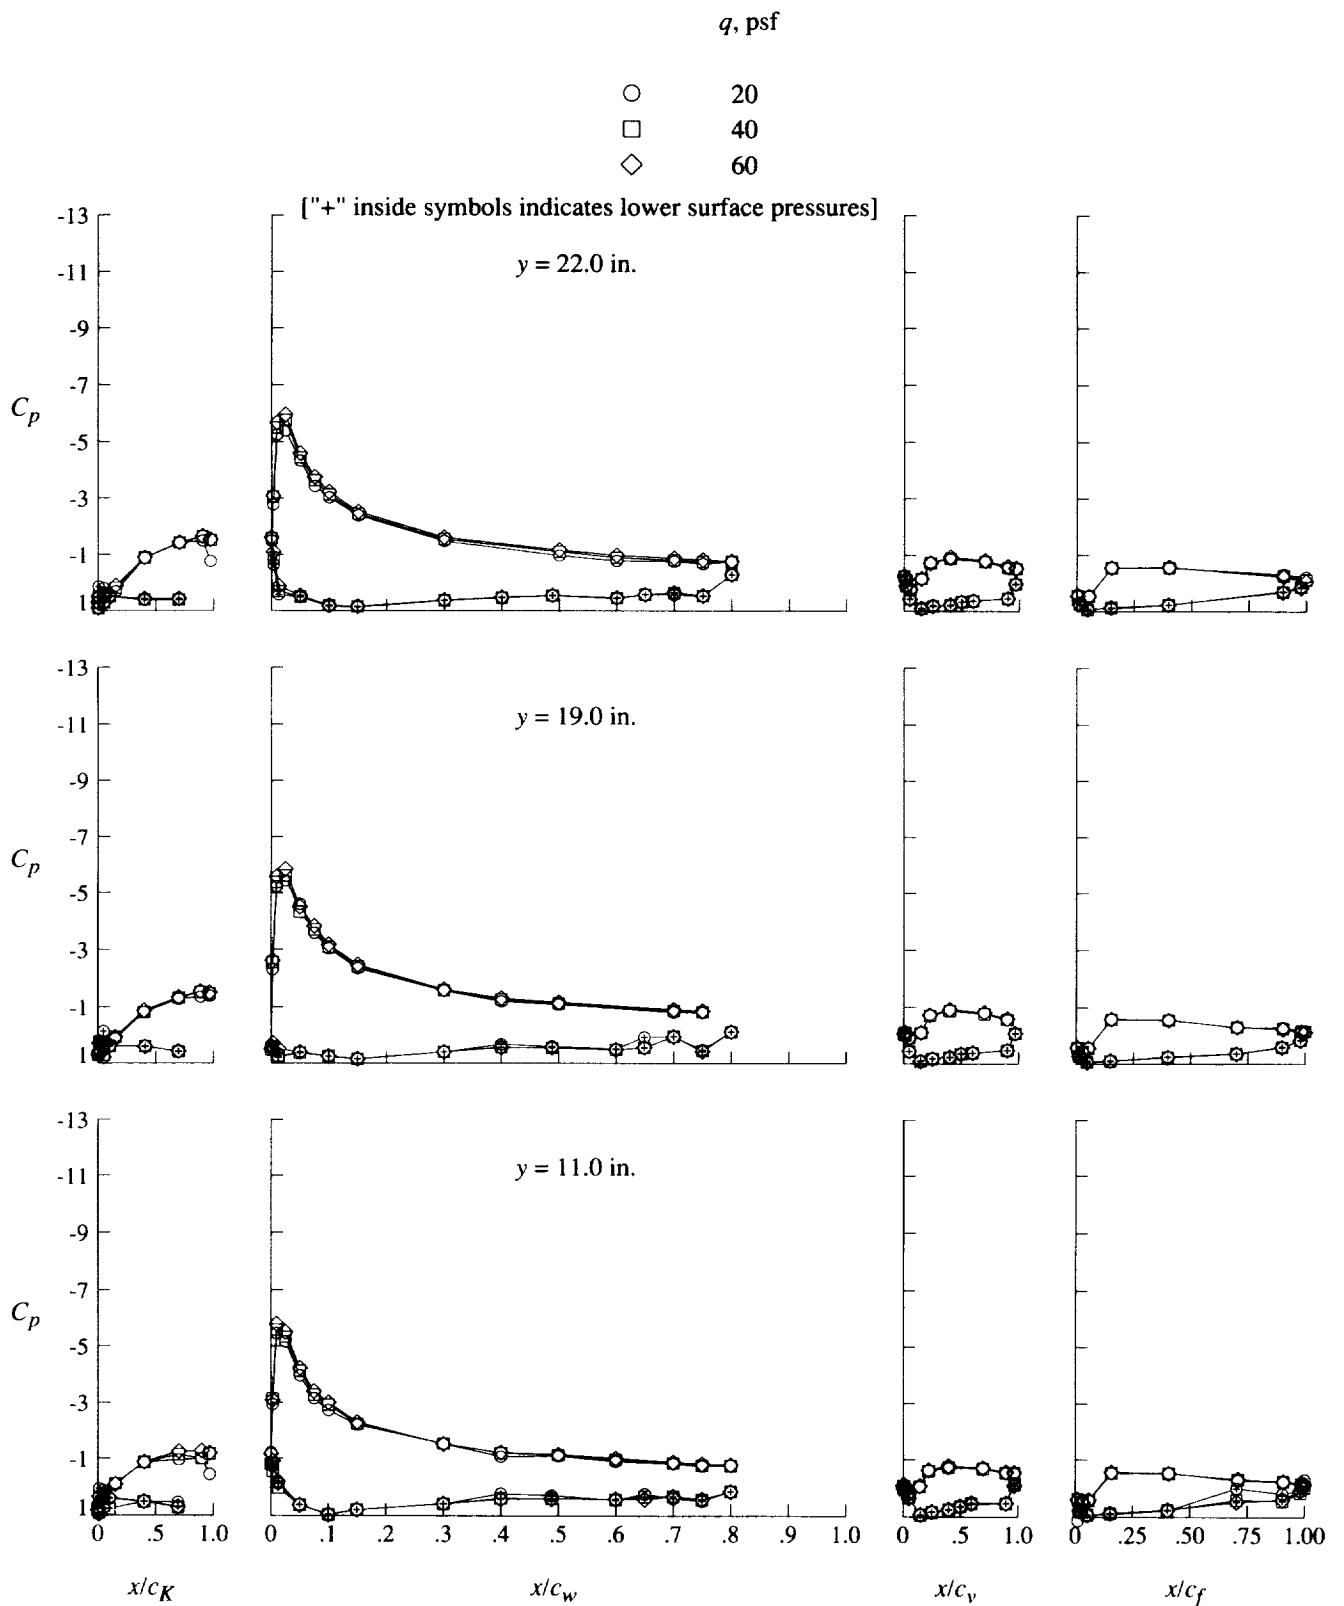 q, psf
20
40
60
["+" inside symbols indicates lower surface pressures]
y = 22.0 in.
-13
-11
-9
-7
-5
-3
-1
1
C_p
y = 19.0 in.
-13
-11
-9
-7
-5
-3
-1
1
C_p
y = 11.0 in.
-13
-11
-9
-7
-5
-3
-1
1
C_p
0 .5 1.0
0 .1 .2 .3 .4 .5 .6 .7 .8 .9 1.0
0 .5 1.0
0 .25 .50 .75 1.00
x/c_K
x/c_w
x/c_v
x/c_f